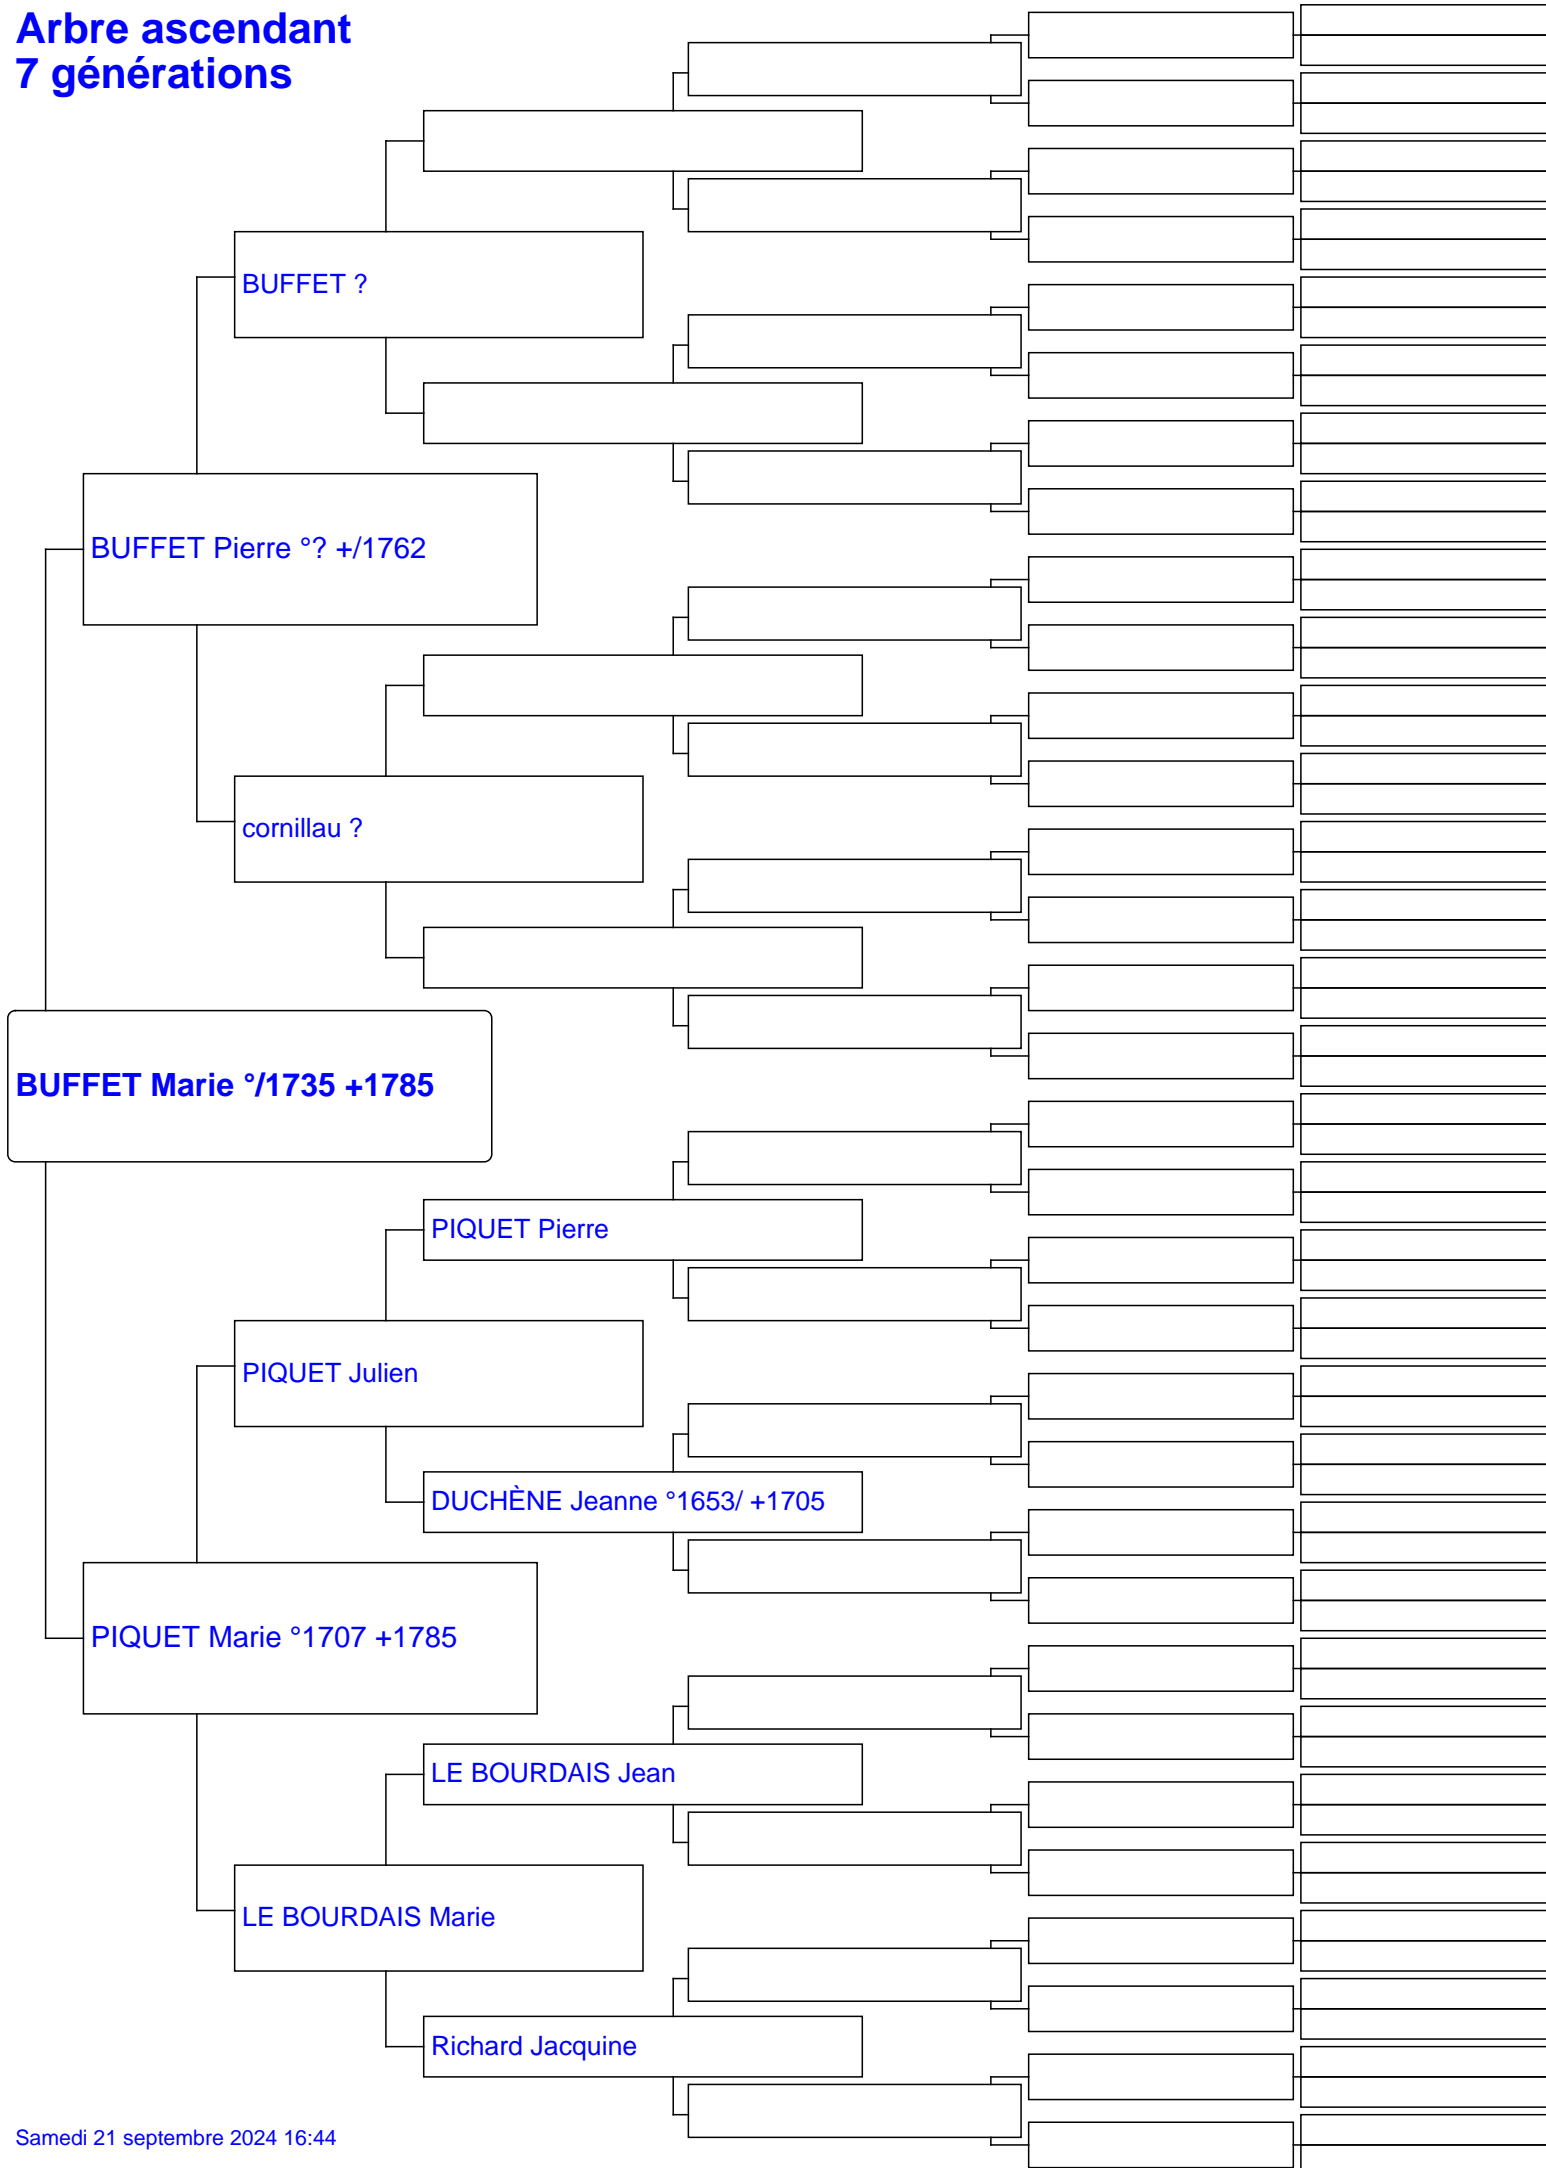 Arbre ascendant
7 générations
BUFFET ?
BUFFET Pierre °? +/1762
cornillau ?
BUFFET Marie °/1735 +1785
PIQUET Pierre
PIQUET Julien
DUCHÈNE Jeanne °1653/ +1705
PIQUET Marie °1707 +1785
LE BOURDAIS Jean
LE BOURDAIS Marie
Richard Jacquine
Samedi 21 septembre 2024 16:44